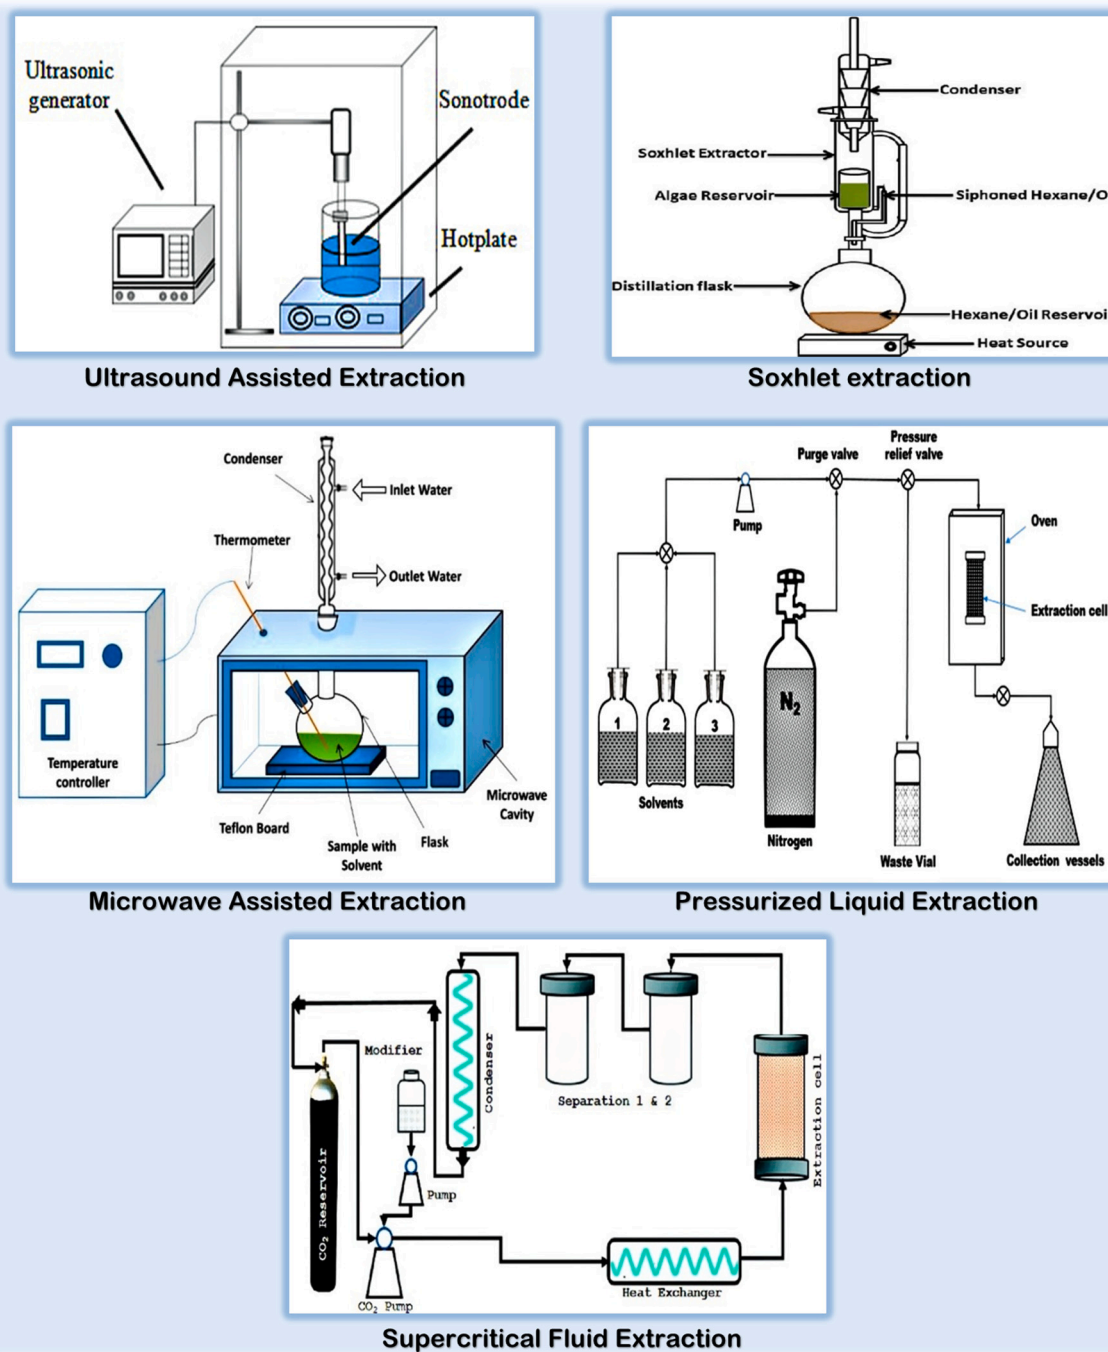 Ultrasonic
generator
Sonotrode
Hotplate
Ultrasound Assisted Extraction
Condenser
Soxhlet Extractor
Algae Reservoir
Siphoned Hexane/O
Distillation flask
Hexane/Oil Reservoi
Heat Source
Soxhlet extraction
Condenser
Inlet Water
Thermometer
Outlet Water
Temperature
controller
Teflon Board
Sample with
Solvent
Flask
Microwave
Cavity
Microwave Assisted Extraction
Pressure
relief valve
Purge valve
Pump
Oven
Extraction cell
1
2
3
N₂
Solvents
Nitrogen
Waste Vial
Collection vessels
Pressurized Liquid Extraction
Modifier
Condenser
Separation 1 & 2
Extraction cell
CO₂ Reservoir
Pump
CO₂ Pump
Heat Exchanger
Supercritical Fluid Extraction